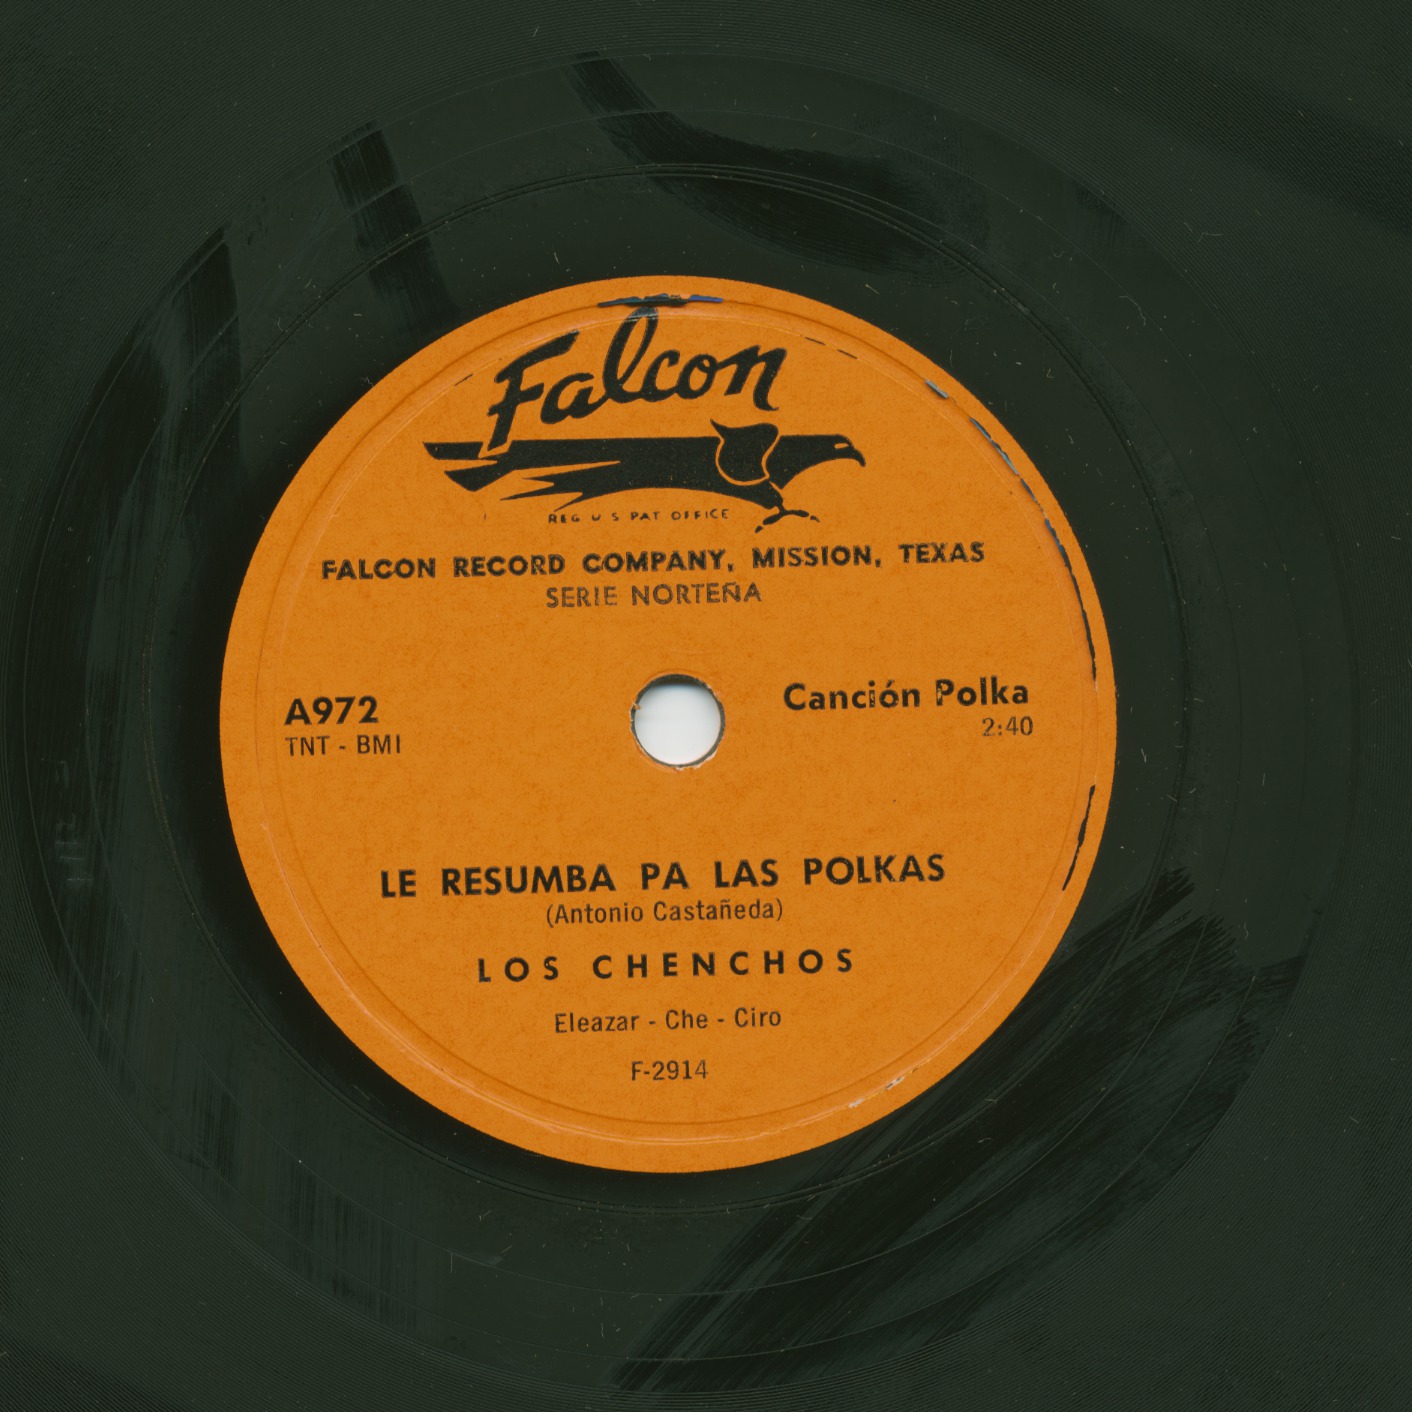 Falcon
REG U S PAT OFFICE
FALCON RECORD COMPANY, MISSION, TEXAS
SERIE NORTEÑA
A972
TNT - BMI
Canción Polka
2:40
LE RESUMBA PA LAS POLKAS
(Antonio Castañeda)
LOS CHENCHOS
Eleazar - Che - Ciro
F-2914